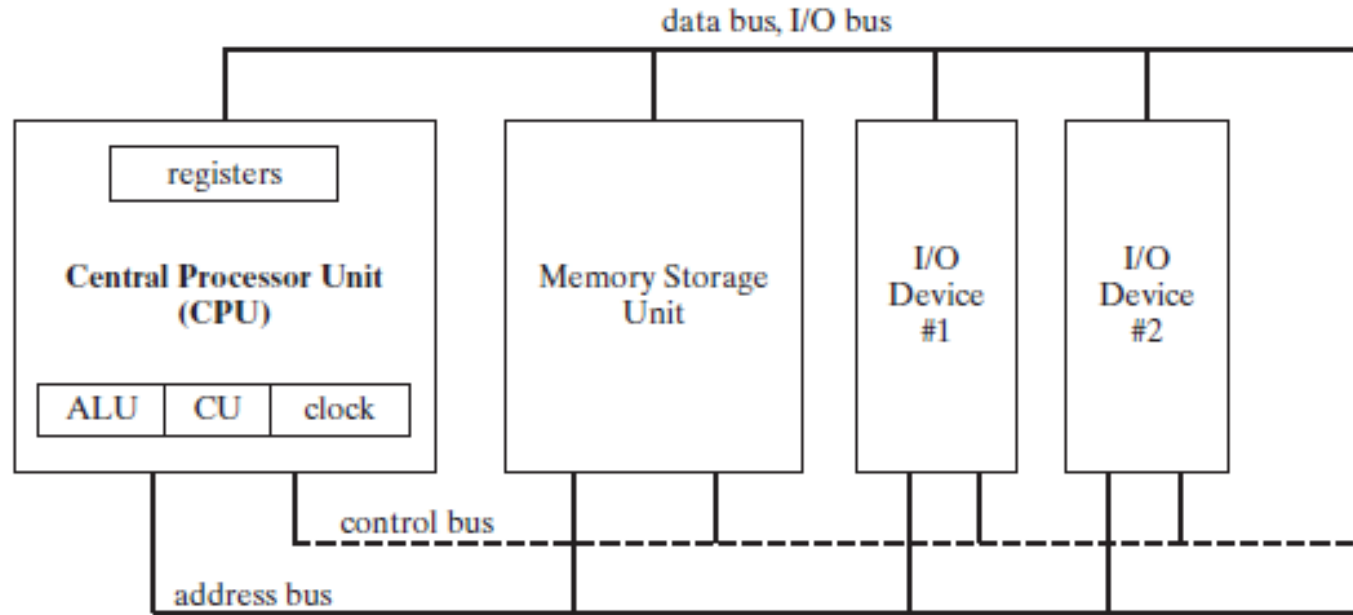 data bus, I/O bus
registers
Central Processor Unit
(CPU)
ALU CU clock
Memory Storage
Unit
I/O
Device
#1
I/O
Device
#2
control bus
address bus